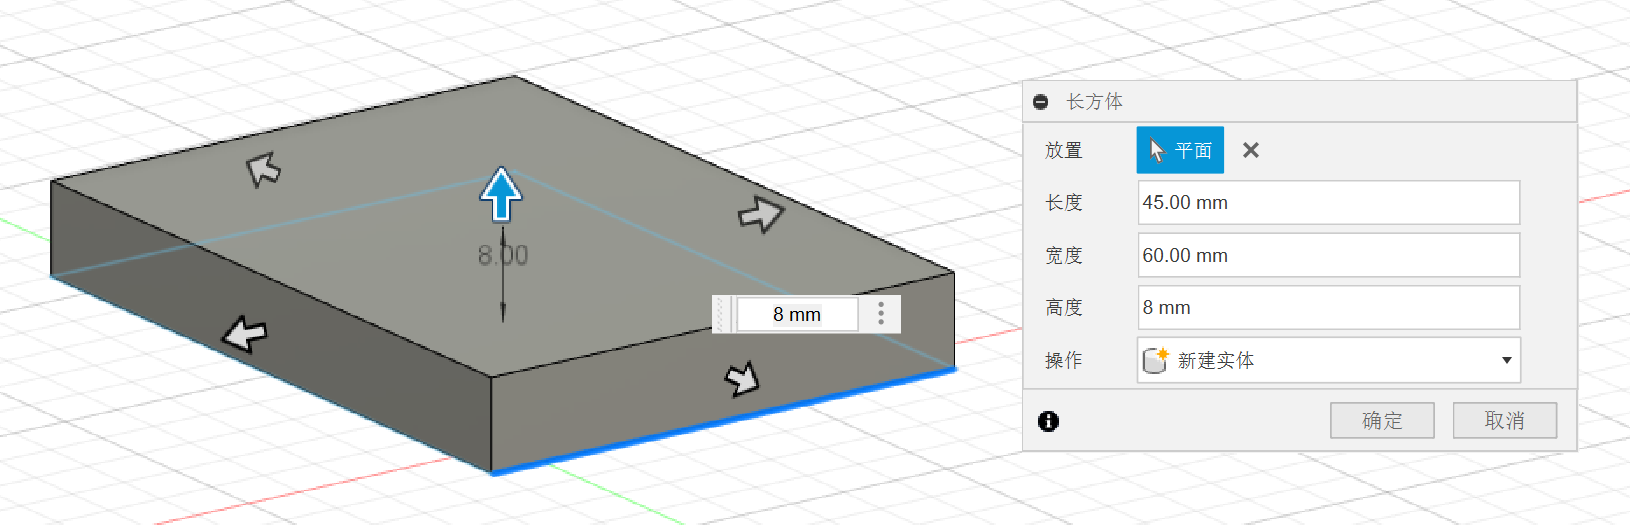 8.00
8 mm
长方体
放置 平面
长度 45.00 mm
宽度 60.00 mm
高度 8 mm
操作 新建实体
确定 取消